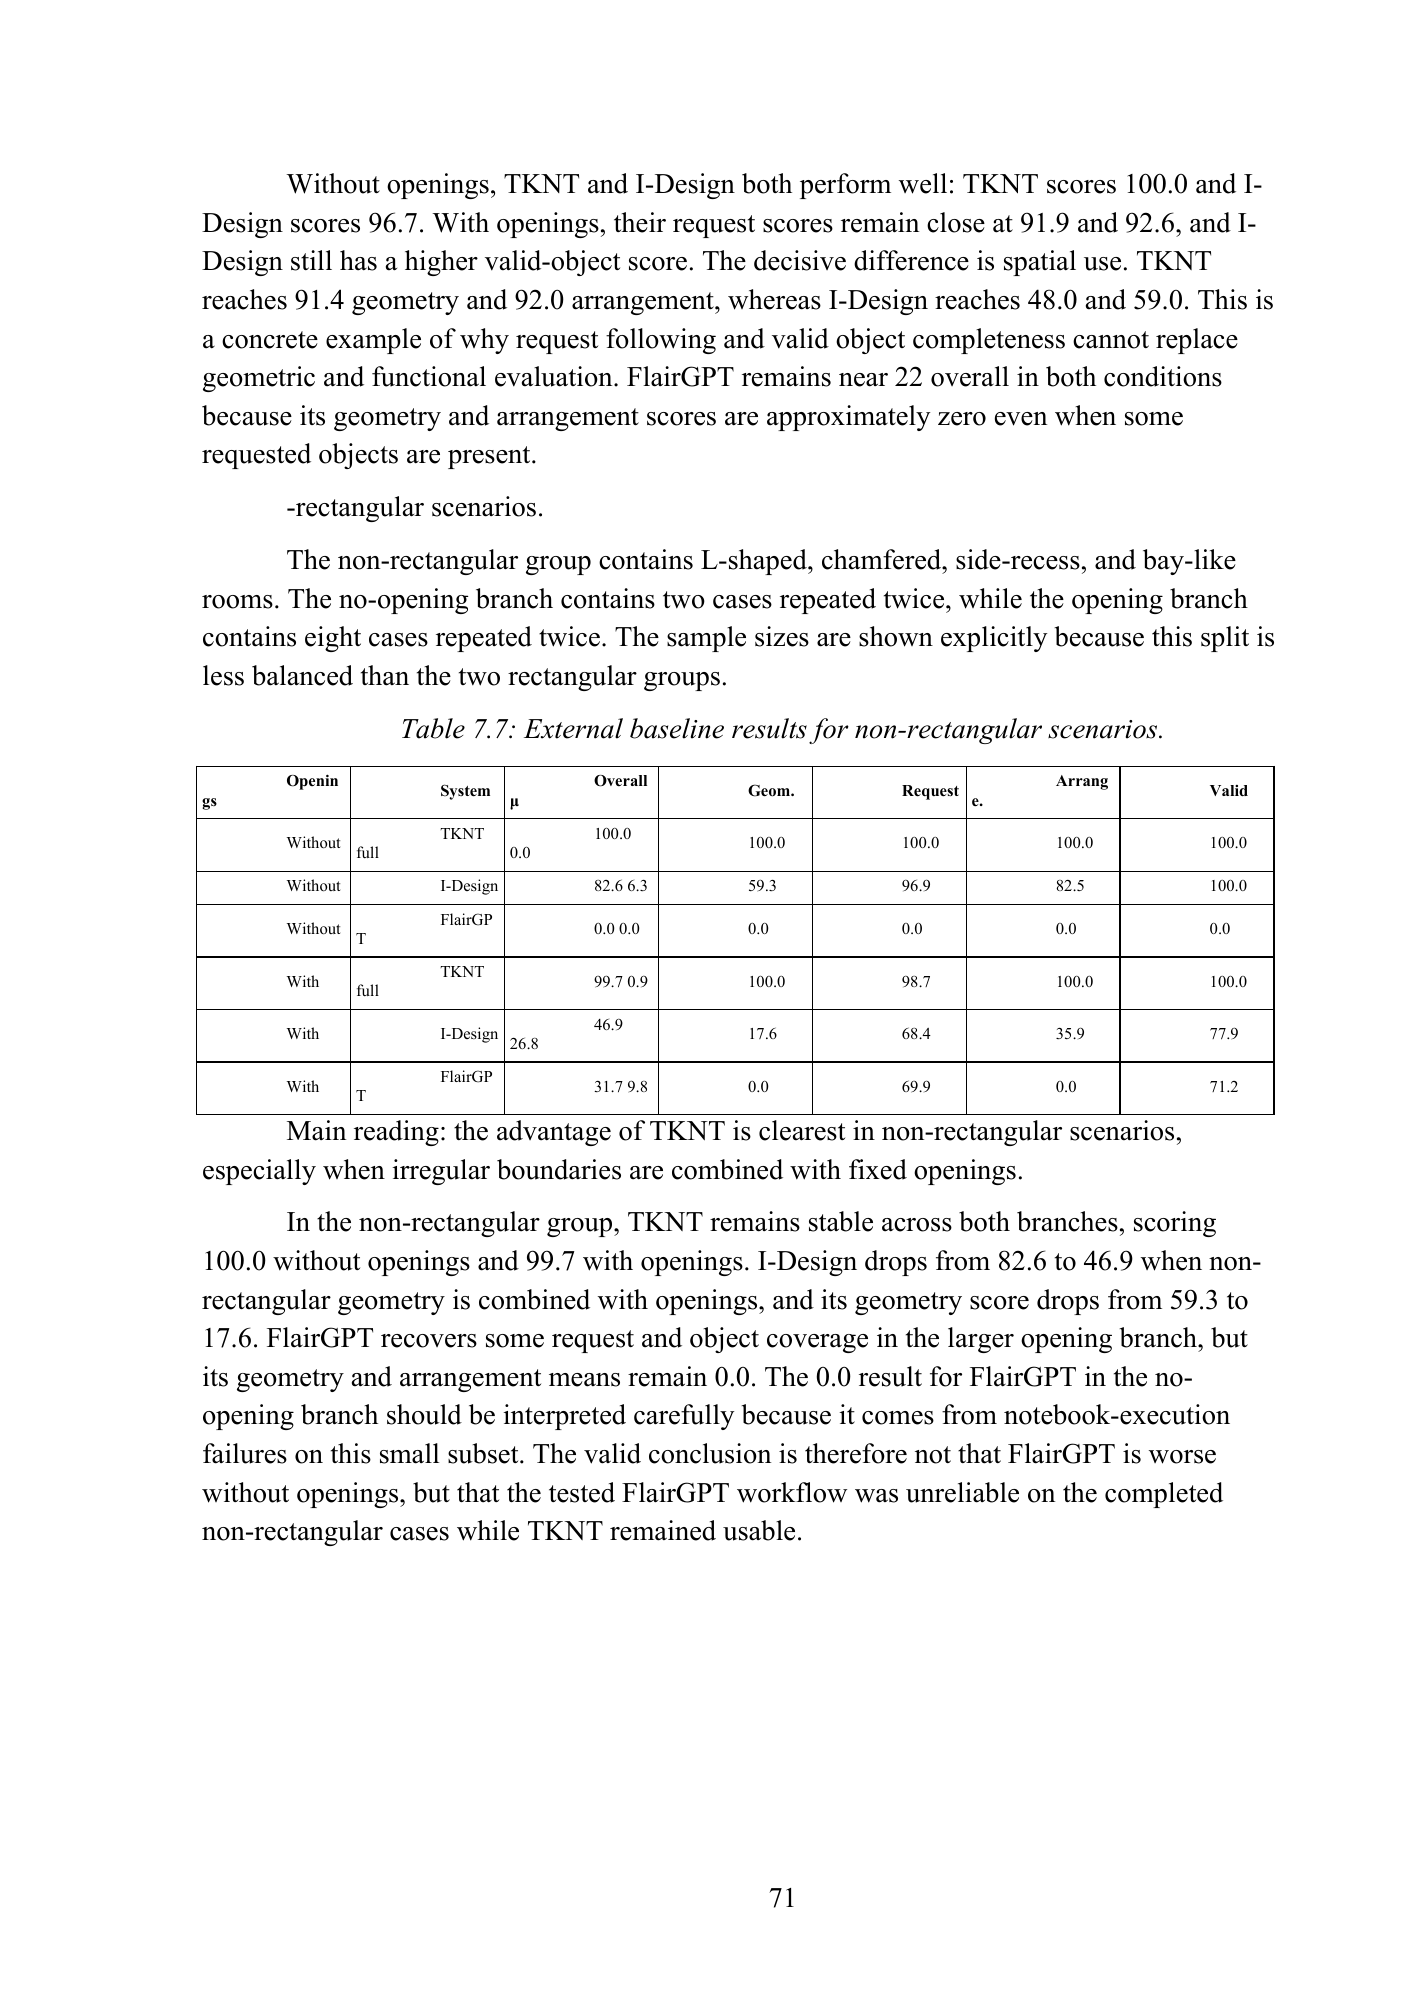 Without openings, TKNT and I-Design both perform well: TKNT scores 100.0 and I-
Design scores 96.7. With openings, their request scores remain close at 91.9 and 92.6, and I-
Design still has a higher valid-object score. The decisive difference is spatial use. TKNT
reaches 91.4 geometry and 92.0 arrangement, whereas I-Design reaches 48.0 and 59.0. This is
a concrete example of why request following and valid object completeness cannot replace
geometric and functional evaluation. FlairGPT remains near 22 overall in both conditions
because its geometry and arrangement scores are approximately zero even when some
requested objects are present.
-rectangular scenarios.
The non-rectangular group contains L-shaped, chamfered, side-recess, and bay-like
rooms. The no-opening branch contains two cases repeated twice, while the opening branch
contains eight cases repeated twice. The sample sizes are shown explicitly because this split is
less balanced than the two rectangular groups.
Table 7.7: External baseline results for non-rectangular scenarios.
Openin gs System Overall μ Geom. Request Arrang e. Valid
Without TKNT full 100.0 0.0 100.0 100.0 100.0 100.0
Without I-Design 82.6 6.3 59.3 96.9 82.5 100.0
Without FlairGP T 0.0 0.0 0.0 0.0 0.0 0.0
With TKNT full 99.7 0.9 100.0 98.7 100.0 100.0
With I-Design 46.9 26.8 17.6 68.4 35.9 77.9
With FlairGP T 31.7 9.8 0.0 69.9 0.0 71.2
Main reading: the advantage of TKNT is clearest in non-rectangular scenarios,
especially when irregular boundaries are combined with fixed openings.
In the non-rectangular group, TKNT remains stable across both branches, scoring
100.0 without openings and 99.7 with openings. I-Design drops from 82.6 to 46.9 when non-
rectangular geometry is combined with openings, and its geometry score drops from 59.3 to
17.6. FlairGPT recovers some request and object coverage in the larger opening branch, but
its geometry and arrangement means remain 0.0. The 0.0 result for FlairGPT in the no-
opening branch should be interpreted carefully because it comes from notebook-execution
failures on this small subset. The valid conclusion is therefore not that FlairGPT is worse
without openings, but that the tested FlairGPT workflow was unreliable on the completed
non-rectangular cases while TKNT remained usable.
71